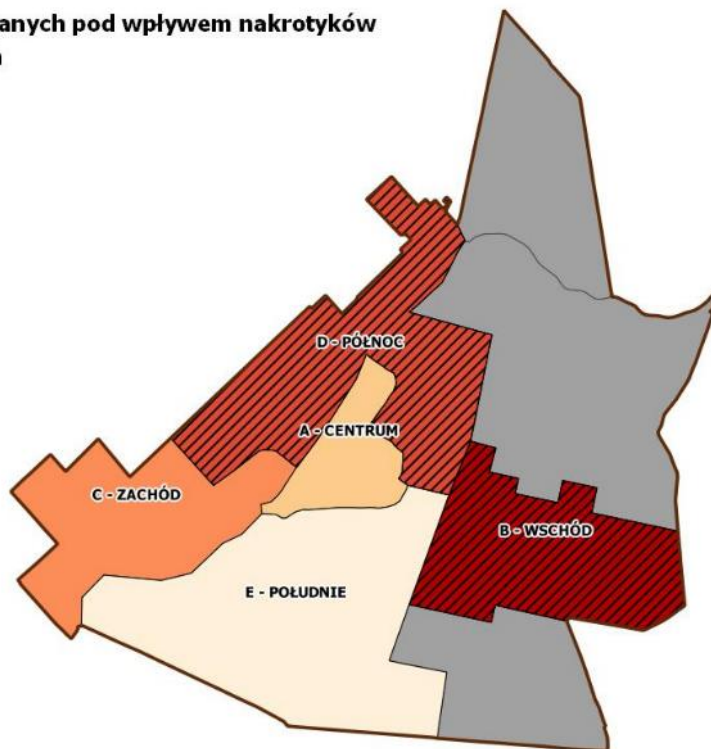 anych pod wpływem nakrotyków
D - PÓŁNOC
A - CENTRUM
C - ZACHÓD
B - WSCHÓD
E - POŁUDNIE